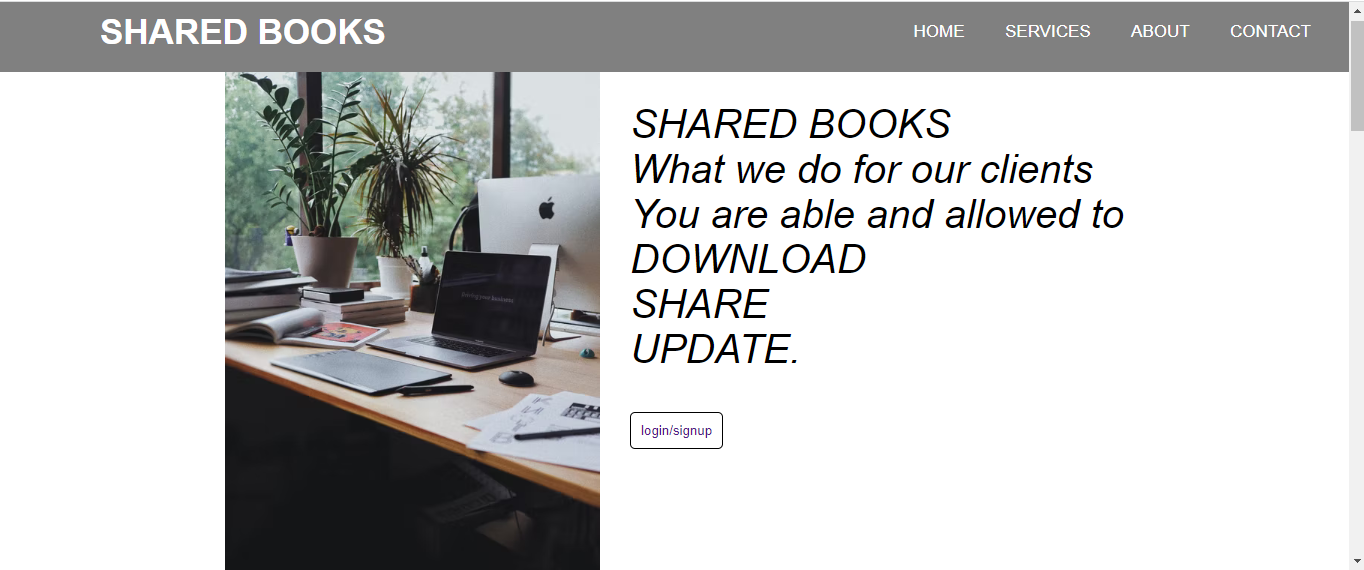 SHARED BOOKS
HOME SERVICES ABOUT CONTACT
SHARED BOOKS
What we do for our clients
You are able and allowed to
DOWNLOAD
SHARE
UPDATE.
login/signup